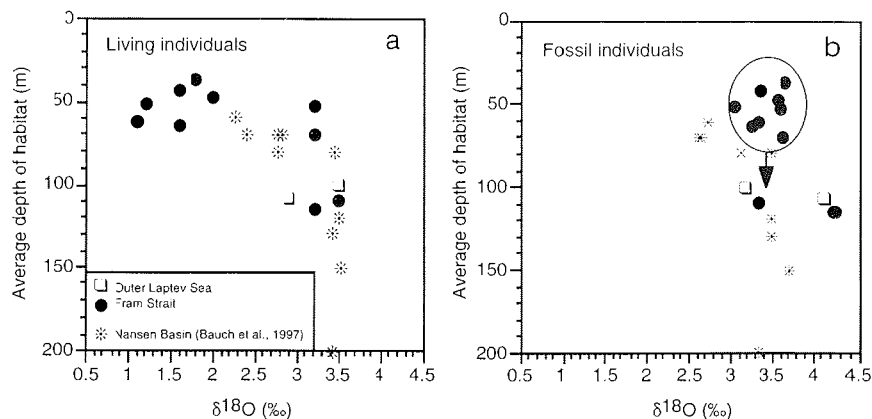 Living individuals
a
Average depth of habitat (m)
0
50
100
150
200
Outer Laptev Sea
Fram Strait
Nansen Basin (Bauch et al., 1997)
0.5 1 1.5 2 2.5 3 3.5 4 4.5
δ18O (‰)
Fossil individuals
b
Average depth of habitat (m)
0
50
100
150
200
0.5 1 1.5 2 2.5 3 3.5 4 4.5
δ18O (‰)